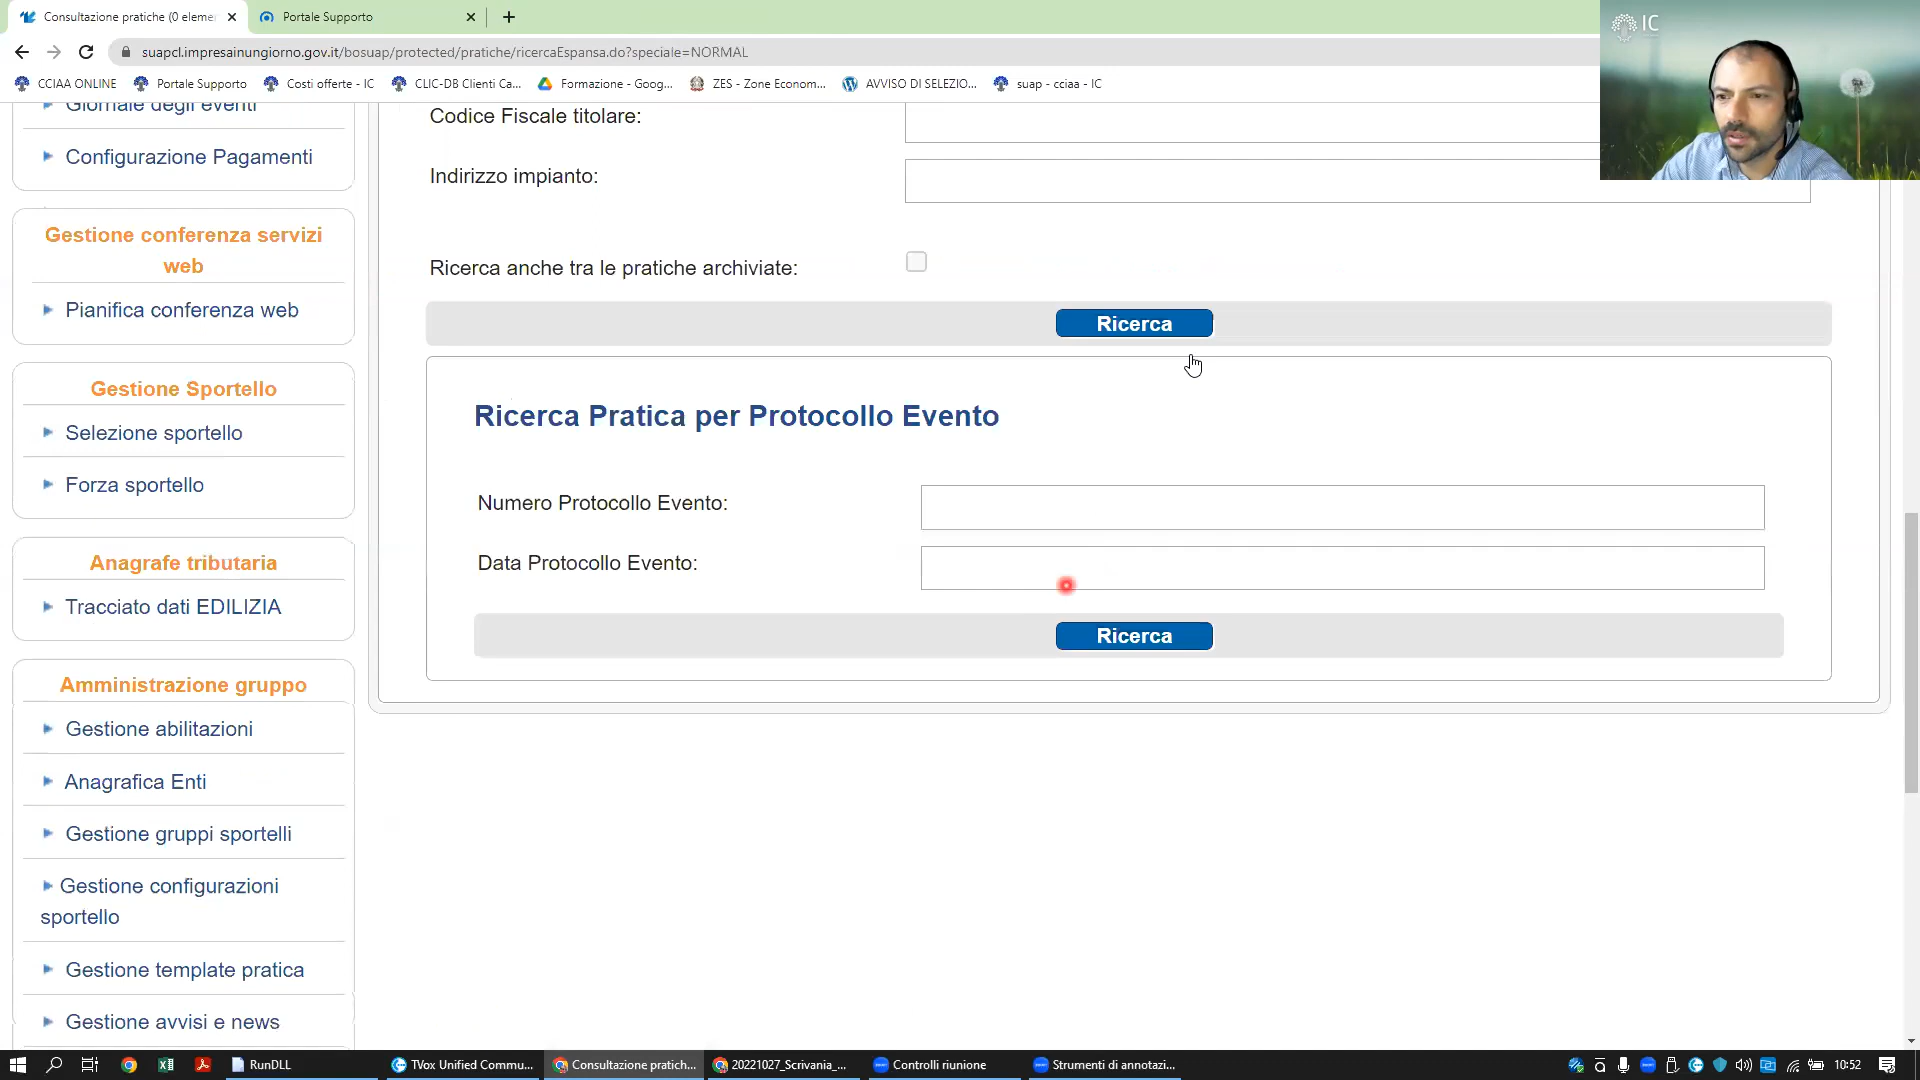 Consultazione pratiche (0 eleme
Portale Supporto
IC
suapcl.impresainungiorno.gov.it/bosuap/protected/pratiche/ricercaEspansa.do?speciale=NORMAL
CCIAA ONLINE
Portale Supporto
Costi offerte - IC
CLIC-DB Clienti Ca...
Formazione - Goog...
ZES - Zone Econom...
AVVISO DI SELEZIO...
suap - cciaa - IC
Giornale degli eventi
Configurazione Pagamenti
Gestione conferenza servizi
web
Pianifica conferenza web
Gestione Sportello
Selezione sportello
Forza sportello
Anagrafe tributaria
Tracciato dati EDILIZIA
Amministrazione gruppo
Gestione abilitazioni
Anagrafica Enti
Gestione gruppi sportelli
Gestione configurazioni
sportello
Gestione template pratica
Gestione avvisi e news
Codice Fiscale titolare:
Indirizzo impianto:
Ricerca anche tra le pratiche archiviate:
Ricerca
Ricerca Pratica per Protocollo Evento
Numero Protocollo Evento:
Data Protocollo Evento:
Ricerca
RunDLL
TVox Unified Commu...
Consultazione pratich...
20221027_Scrivania_...
Controlli riunione
Strumenti di annotazi...
10:52